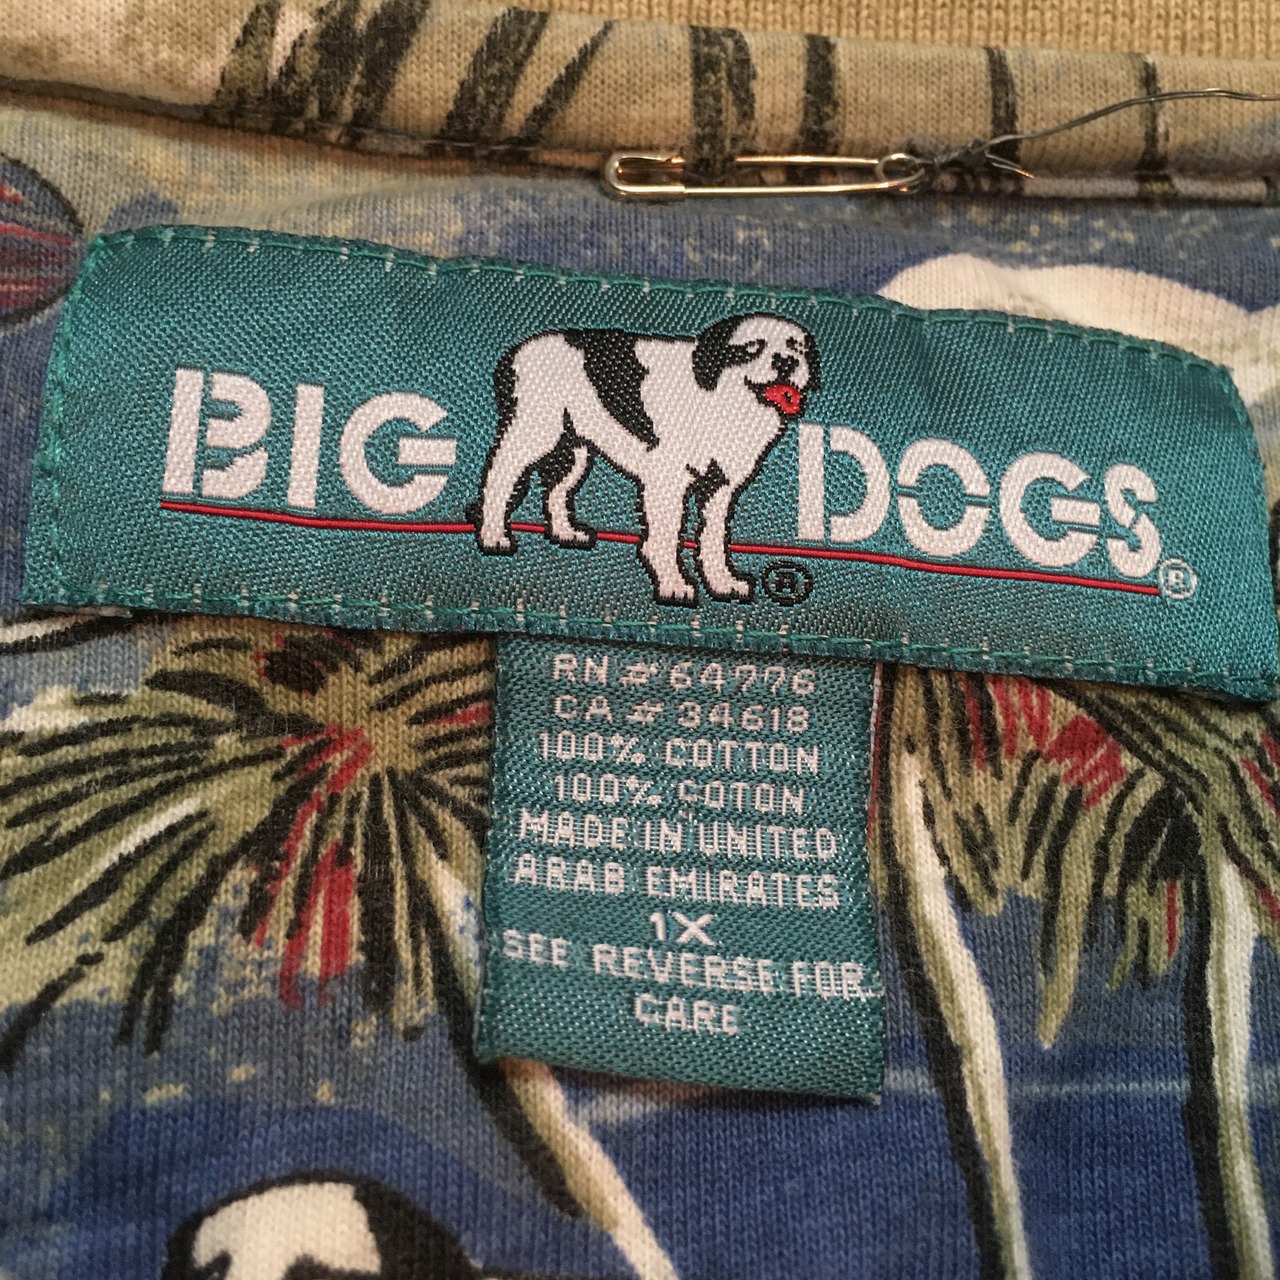 BIG DOGS®
®
RN # 64776
CA # 34618
100% COTTON
100% COTON
MADE IN UNITED
ARAB EMIRATES
1X
SEE REVERSE FOR
CARE